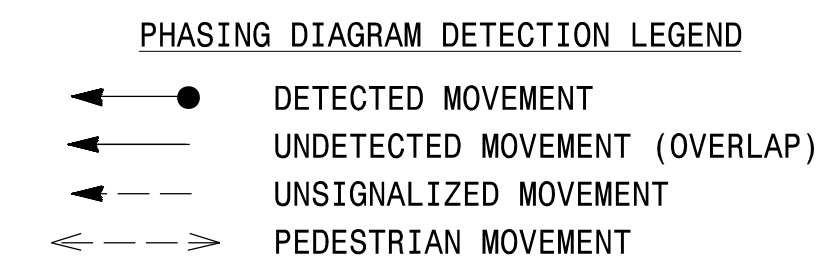 PHASING DIAGRAM DETECTION LEGEND
DETECTED MOVEMENT
UNDETECTED MOVEMENT (OVERLAP)
UNSIGNALIZED MOVEMENT
PEDESTRIAN MOVEMENT